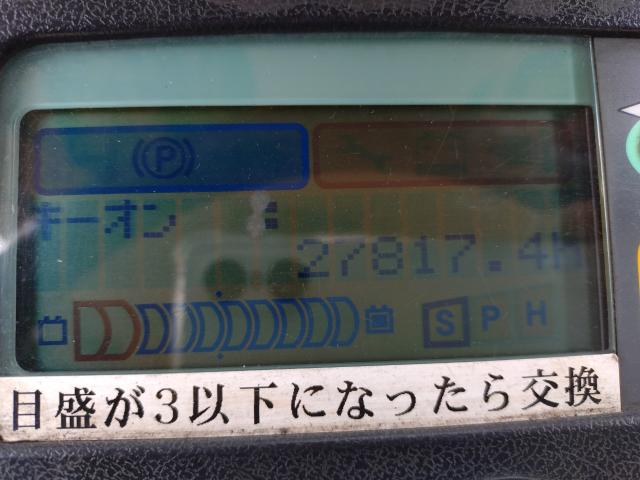 P
キーオン :
27817.4H
S P H
目盛が3以下になったら交換